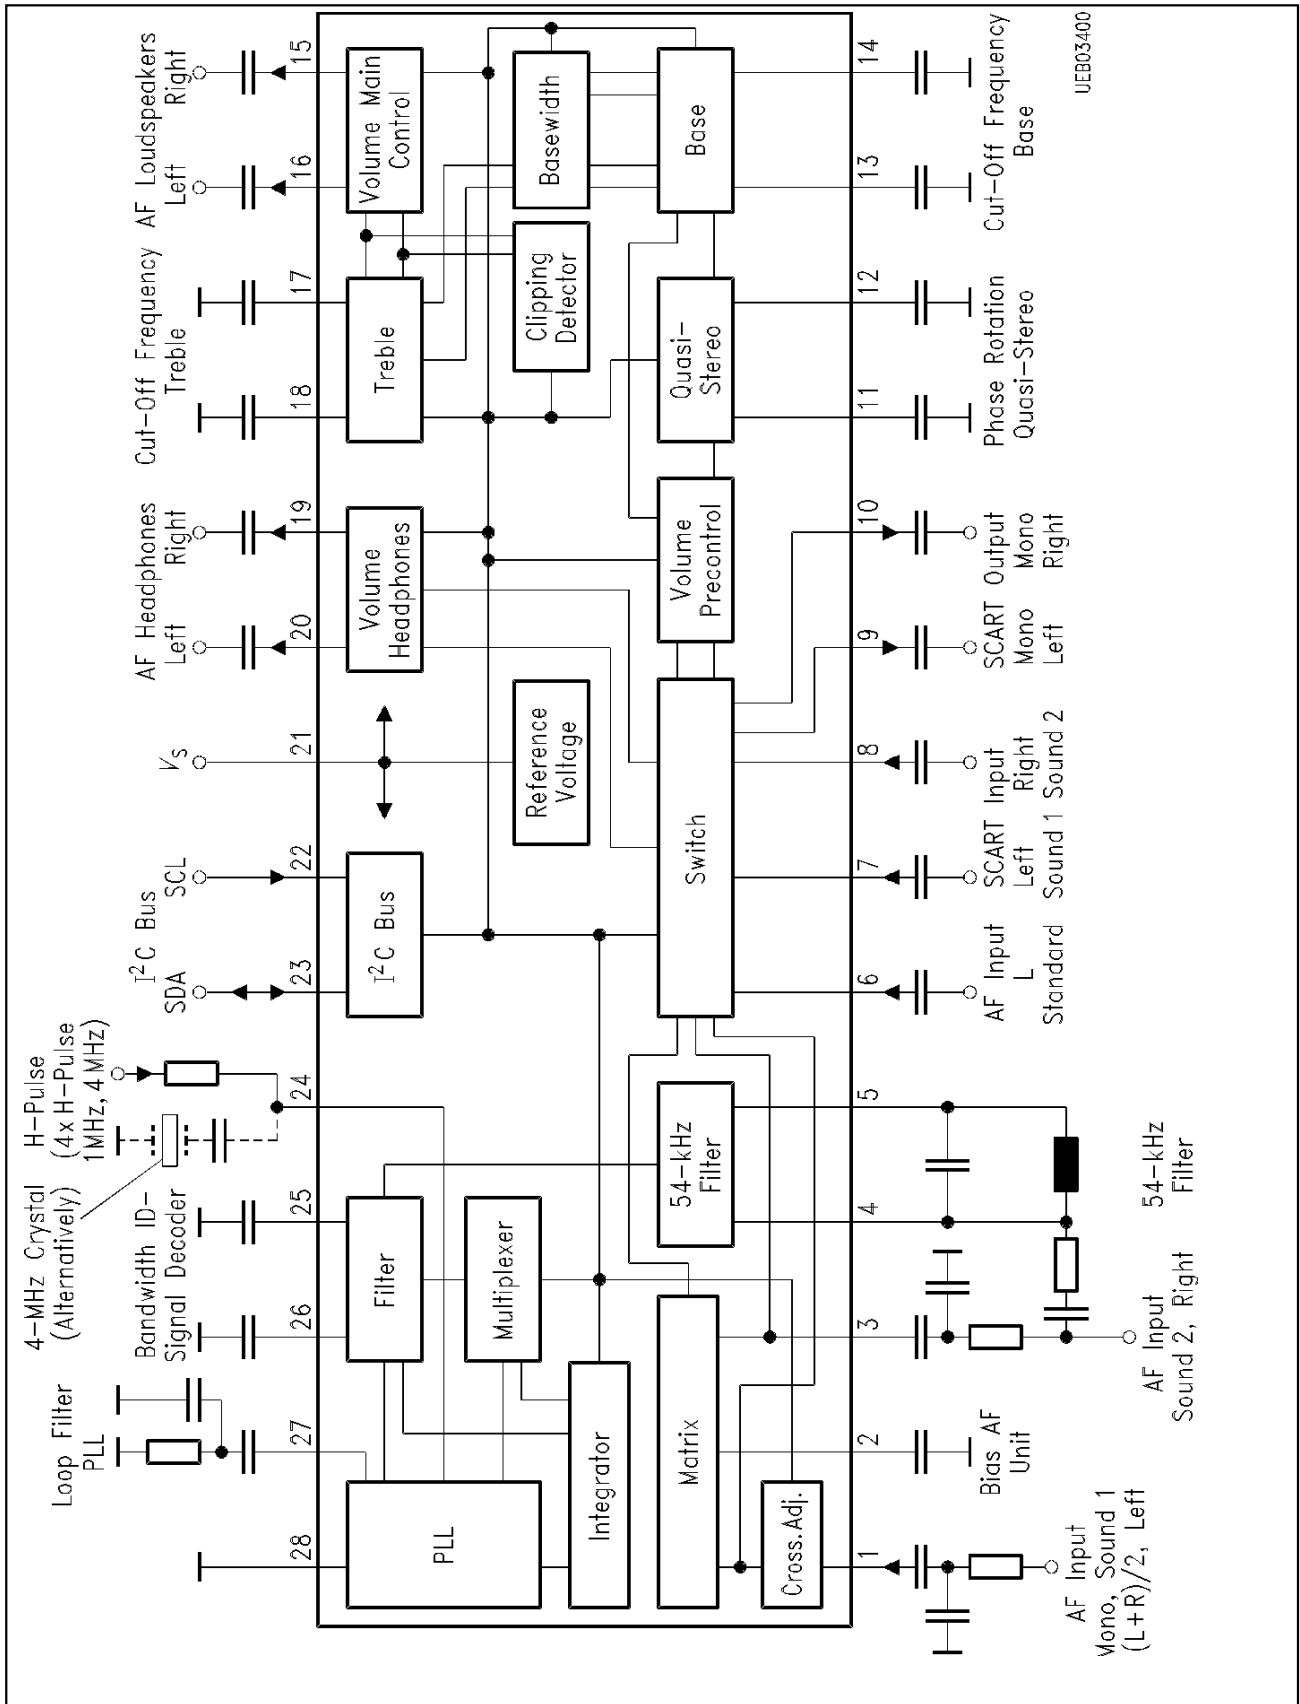 Loop Filter
PLL
4-MHz Crystal
(Alternatively)
Bandwidth ID-
Signal Decoder
H-Pulse
(4x H-Pulse
1MHz, 4MHz)
I²C Bus
SDA
SCL
Vs
AF Headphones
Left
Right
Cut-Off Frequency
Treble
AF Loudspeakers
Left
Right
28
27
26
25
24
23
22
21
20
19
18
17
16
15
PLL
Filter
I²C Bus
Volume
Headphones
Treble
Volume Main
Control
Multiplexer
Integrator
Reference
Voltage
Clipping
Detector
Basewidth
Matrix
54-kHz
Filter
Switch
Volume
Precontrol
Quasi-
Stereo
Base
Cross.Adj.
1
2
3
4
5
6
7
8
9
10
11
12
13
14
AF Input
Mono, Sound 1
(L+R)/2, Left
Bias AF
Unit
AF Input
Sound 2, Right
54-kHz
Filter
AF Input
L
Standard
SCART Input
Left Right
Sound 1 Sound 2
SCART Output
Mono Mono
Left Right
Phase Rotation
Quasi-Stereo
Cut-Off Frequency
Base
UEB03400